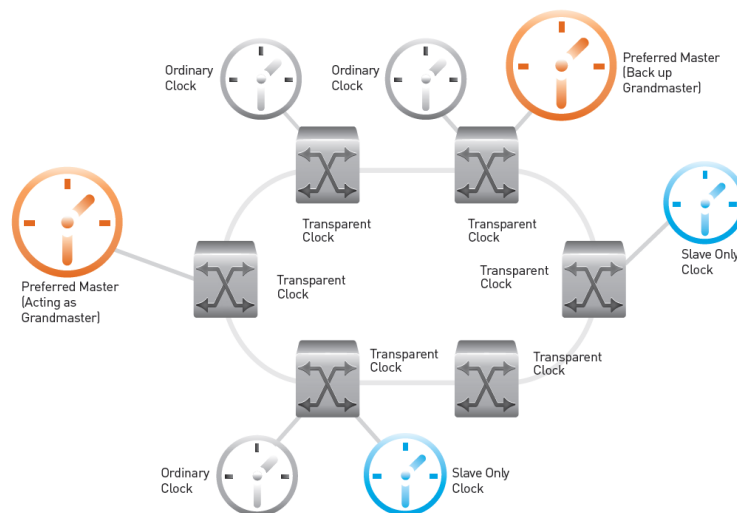 Ordinary
Clock
Ordinary
Clock
Preferred Master
(Back up
Grandmaster)
Transparent
Clock
Transparent
Clock
Slave Only
Clock
Preferred Master
(Acting as
Grandmaster)
Transparent
Clock
Transparent
Clock
Transparent
Clock
Transparent
Clock
Ordinary
Clock
Slave Only
Clock